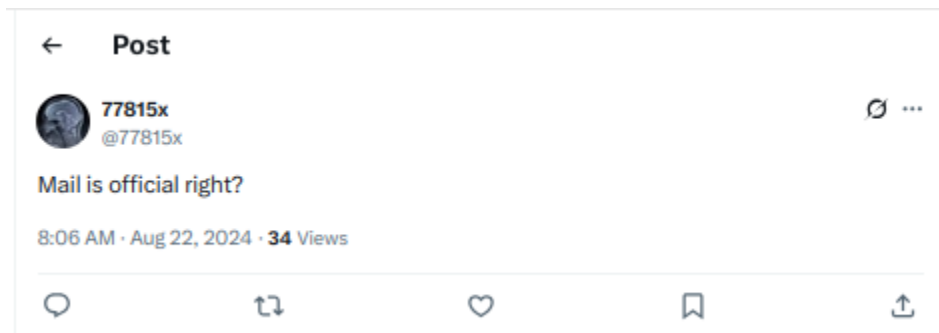 Post
77815x
@77815x
Mail is official right?
8:06 AM · Aug 22, 2024 · 34 Views